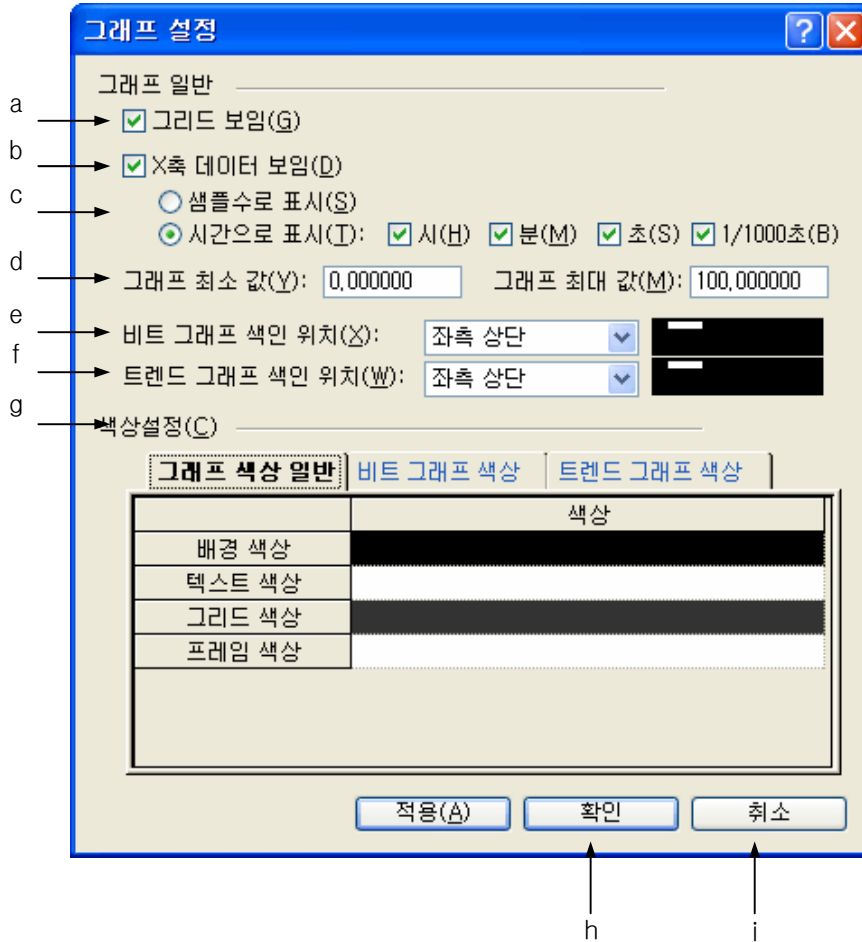 그래프 설정
그래프 일반
a
그리드 보임(G)
b
X축 데이터 보임(D)
c
샘플수로 표시(S)
시간으로 표시(T): 시(H) 분(M) 초(S) 1/1000초(B)
d
그래프 최소 값(Y): 0,000000 그래프 최대 값(M): 100,000000
e
비트 그래프 색인 위치(X): 좌측 상단
f
트렌드 그래프 색인 위치(W): 좌측 상단
g
색상설정(C)
그래프 색상 일반 비트 그래프 색상 트렌드 그래프 색상
색상
배경 색상
텍스트 색상
그리드 색상
프레임 색상
적용(A) 확인 취소
h i